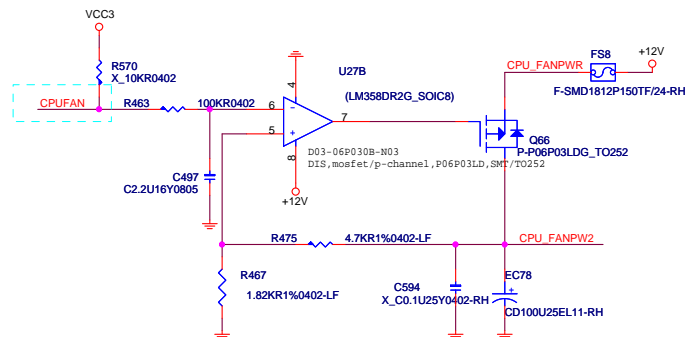 VCC3
FS8
+12V
CPU_FANPWR
F-SMD1812P150TF/24-RH
R570
X_10KR0402
U27B
(LM358DR2G_SOIC8)
4
CPUFAN
R463
100KR0402
6
-
7
5
+
Q66
P-P06P03LDG_TO252
D03-06P030B-N03
DIS,mosfet/p-channel,P06P03LD,SMT/TO252
8
C497
C2.2U16Y0805
+12V
R475
4.7KR1%0402-LF
CPU_FANPW2
R467
1.82KR1%0402-LF
C594
X_C0.1U25Y0402-RH
EC78
+
CD100U25EL11-RH